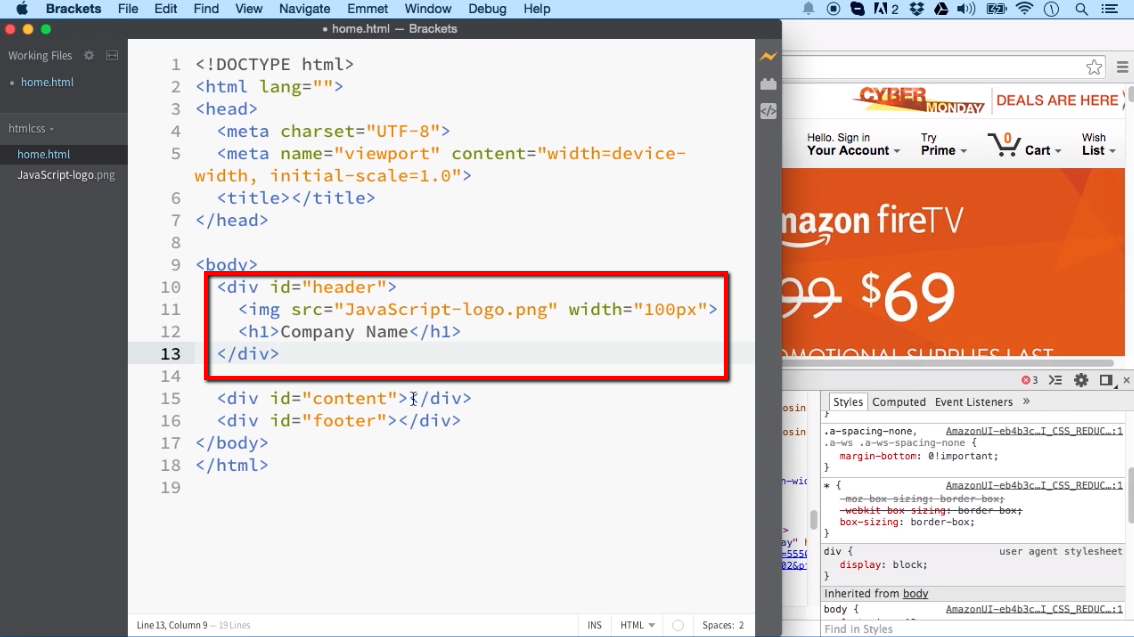 Brackets File Edit Find View Navigate Emmet Window Debug Help
2
• home.html — Brackets
Working Files
• home.html
htmlcss
home.html
JavaScript-logo.png
1 <!DOCTYPE html>
2 <html lang="">
3 <head>
4 <meta charset="UTF-8">
5 <meta name="viewport" content="width=device-
width, initial-scale=1.0">
6 <title></title>
7 </head>
8
9 <body>
10 <div id="header">
11 <img src="JavaScript-logo.png" width="100px">
12 <h1>Company Name</h1>
13 </div>
14
15 <div id="content"></div>
16 <div id="footer"></div>
17 </body>
18 </html>
19
Line 13, Column 9 — 19 Lines
INS HTML Spaces: 2
CYBER
MONDAY
DEALS ARE HERE
Hello. Sign in
Your Account
Try
Prime
0
Cart
Wish
List
mazon fireTV
99 $69
MOTIONAL SUPPLIES LAST
3
Styles Computed Event Listeners »
}
.a-spacing-none, AmazonUI-eb4b3c…I_CSS_REDUC…:1
.a-ws .a-ws-spacing-none {
margin-bottom: 0!important;
}
* { AmazonUI-eb4b3c…I_CSS_REDUC…:1
-moz-box-sizing: border-box;
-webkit-box-sizing: border-box;
box-sizing: border-box;
}
div { user agent stylesheet
display: block;
}
Inherited from body
body { AmazonUI-eb4b3c…I_CSS_REDUC…:1
Find in Styles